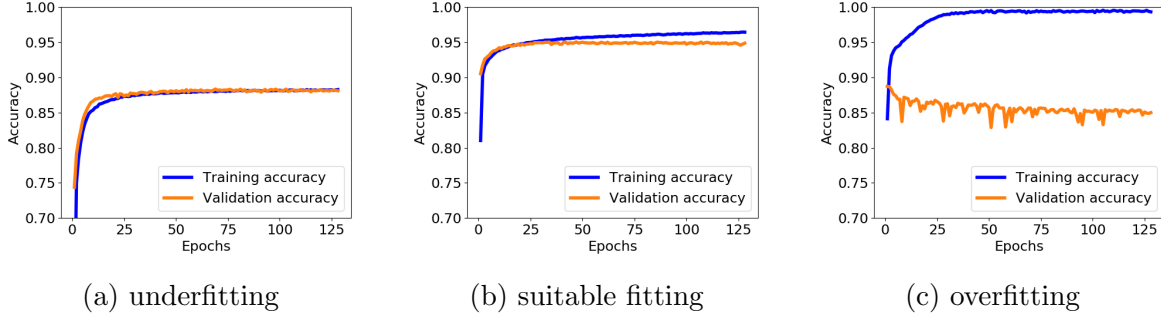 1.00
0.95
0.90
0.85
0.80
0.75
0.70
Accuracy
Training accuracy
Validation accuracy
0 25 50 75 100 125
Epochs
(a) underfitting
1.00
0.95
0.90
0.85
0.80
0.75
0.70
Accuracy
Training accuracy
Validation accuracy
0 25 50 75 100 125
Epochs
(b) suitable fitting
1.00
0.95
0.90
0.85
0.80
0.75
0.70
Accuracy
Training accuracy
Validation accuracy
0 25 50 75 100 125
Epochs
(c) overfitting